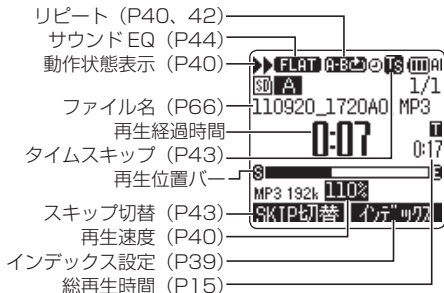 リピート（P40、42）
サウンドEQ（P44）
動作状態表示（P40）
ファイル名（P66）
再生経過時間
タイムスキップ（P43）
再生位置バー
スキップ切替（P43）
再生速度（P40）
インデックス設定（P39）
総再生時間（P15）
FLAT A-B TS
SD A 1/1
110920_1720A0 MP3
0:07
T
0:17
S E
MP3 192k 110%
SKIP切替 インデックス